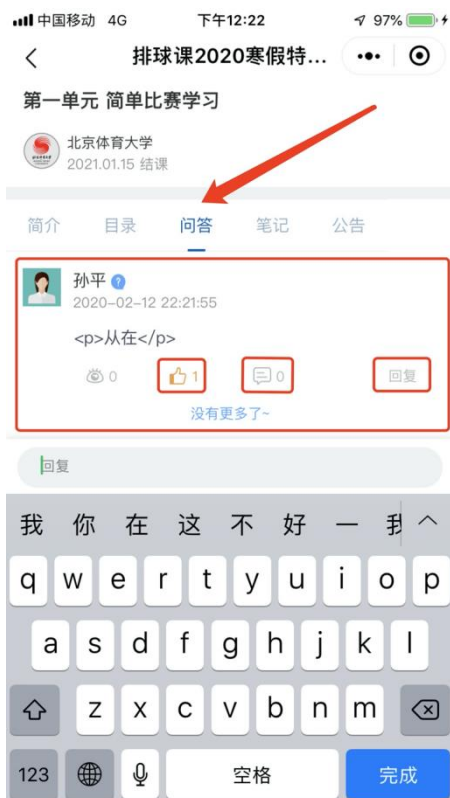 中国移动 4G 下午12:22 97%
排球课2020寒假特...
第一单元 简单比赛学习
北京体育大学
2021.01.15 结课
简介 目录 问答 笔记 公告
孙平 ?
2020-02-12 22:21:55
<p>从在</p>
0 1 0 回复
没有更多了~
回复
我 你 在 这 不 好 一 我
q w e r t y u i o p
a s d f g h j k l
z x c v b n m
123 空格 完成